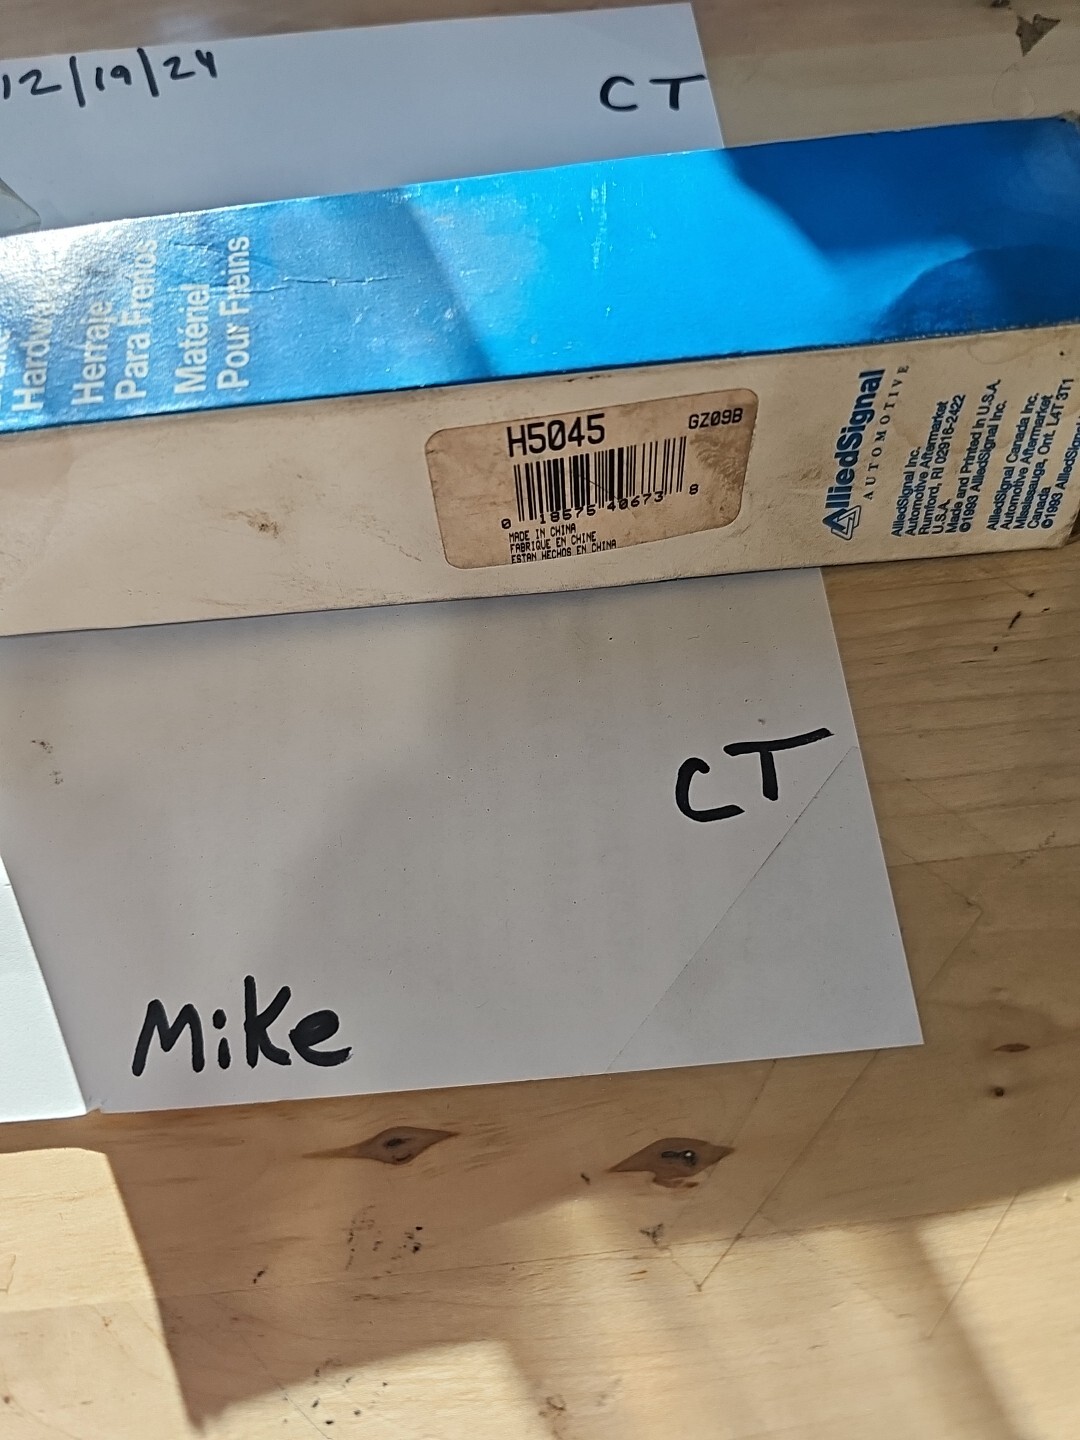 12/19/24
CT
Hardware
Herraje
Para Frenos
Matériel
Pour Freins
H5045
GZ09B
0 18575 40673 8
MADE IN CHINA
FABRIQUE EN CHINE
ESTAN HECHOS EN CHINA
AlliedSignal
AUTOMOTIVE
AlliedSignal Inc.
Automotive Aftermarket
Rumford, RI 02916-2422
U.S.A.
Made and Printed in U.S.A.
©1993 AlliedSignal Inc.
AlliedSignal Canada Inc.
Automotive Aftermarket
Mississauga, Ont. L4T 3T1
Canada
©1993 AlliedSignal
CT
Mike